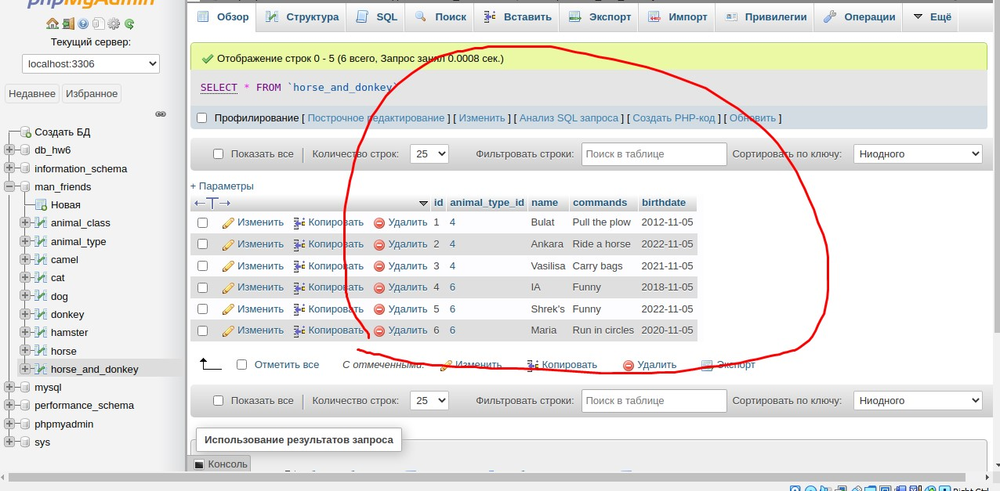 phpMyAdmin
Текущий сервер:
localhost:3306
Недавнее Избранное
Создать БД
db_hw6
information_schema
man_friends
Новая
animal_class
animal_type
camel
cat
dog
donkey
hamster
horse
horse_and_donkey
mysql
performance_schema
phpmyadmin
sys
Обзор Структура SQL Поиск Вставить Экспорт Импорт Привилегии Операции Ещё
Отображение строк 0 - 5 (6 всего, Запрос занял 0.0008 сек.)
SELECT * FROM `horse_and_donkey`
Профилирование [ Построчное редактирование ] [ Изменить ] [ Анализ SQL запроса ] [ Создать PHP-код ] [ Обновить ]
Показать все Количество строк: 25 Фильтровать строки: Поиск в таблице Сортировать по ключу: Ниодного
+ Параметры
id animal_type_id name commands birthdate
Изменить Копировать Удалить 1 4 Bulat Pull the plow 2012-11-05
Изменить Копировать Удалить 2 4 Ankara Ride a horse 2022-11-05
Изменить Копировать Удалить 3 4 Vasilisa Carry bags 2021-11-05
Изменить Копировать Удалить 4 6 IA Funny 2018-11-05
Изменить Копировать Удалить 5 6 Shrek's Funny 2022-11-05
Изменить Копировать Удалить 6 6 Maria Run in circles 2020-11-05
Отметить все С отмеченными: Изменить Копировать Удалить Экспорт
Показать все Количество строк: 25 Фильтровать строки: Поиск в таблице Сортировать по ключу: Ниодного
Использование результатов запроса
Консоль
Right Ctrl